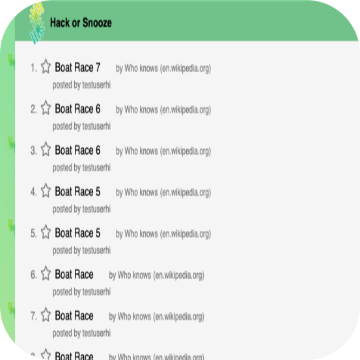 Hack or Snooze
1. Boat Race 7 by Who knows (en.wikipedia.org)
posted by testuserhi
2. Boat Race 6 by Who knows (en.wikipedia.org)
posted by testuserhi
3. Boat Race 6 by Who knows (en.wikipedia.org)
posted by testuserhi
4. Boat Race 5 by Who knows (en.wikipedia.org)
posted by testuserhi
5. Boat Race 5 by Who knows (en.wikipedia.org)
posted by testuserhi
6. Boat Race by Who knows (en.wikipedia.org)
posted by testuserhi
7. Boat Race by Who knows (en.wikipedia.org)
posted by testuserhi
Boat Race by Who knows (en.wikipedia.org)